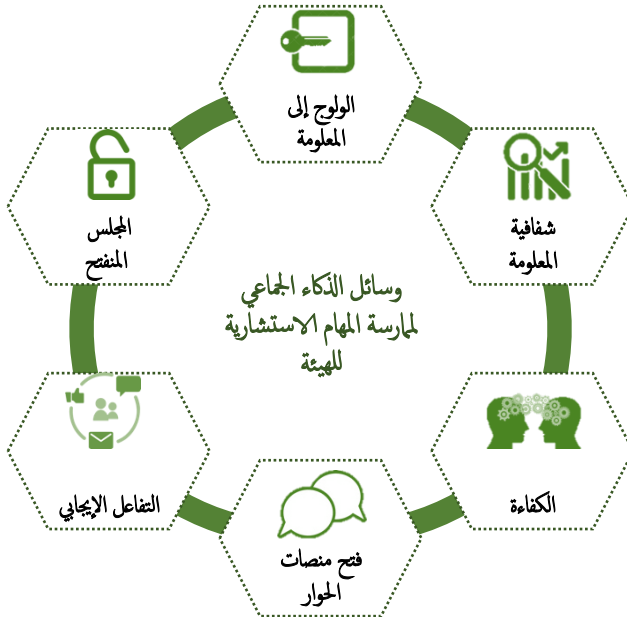 الولوج إلى
المعلومة
شفافية
المعلومة
المجلس
المنفتح
وسائل الذكاء الجماعي
لممارسة المهام الاستشارية
للهيئة
الكفاءة
التفاعل الإيجابي
فتح منصات
الحوار